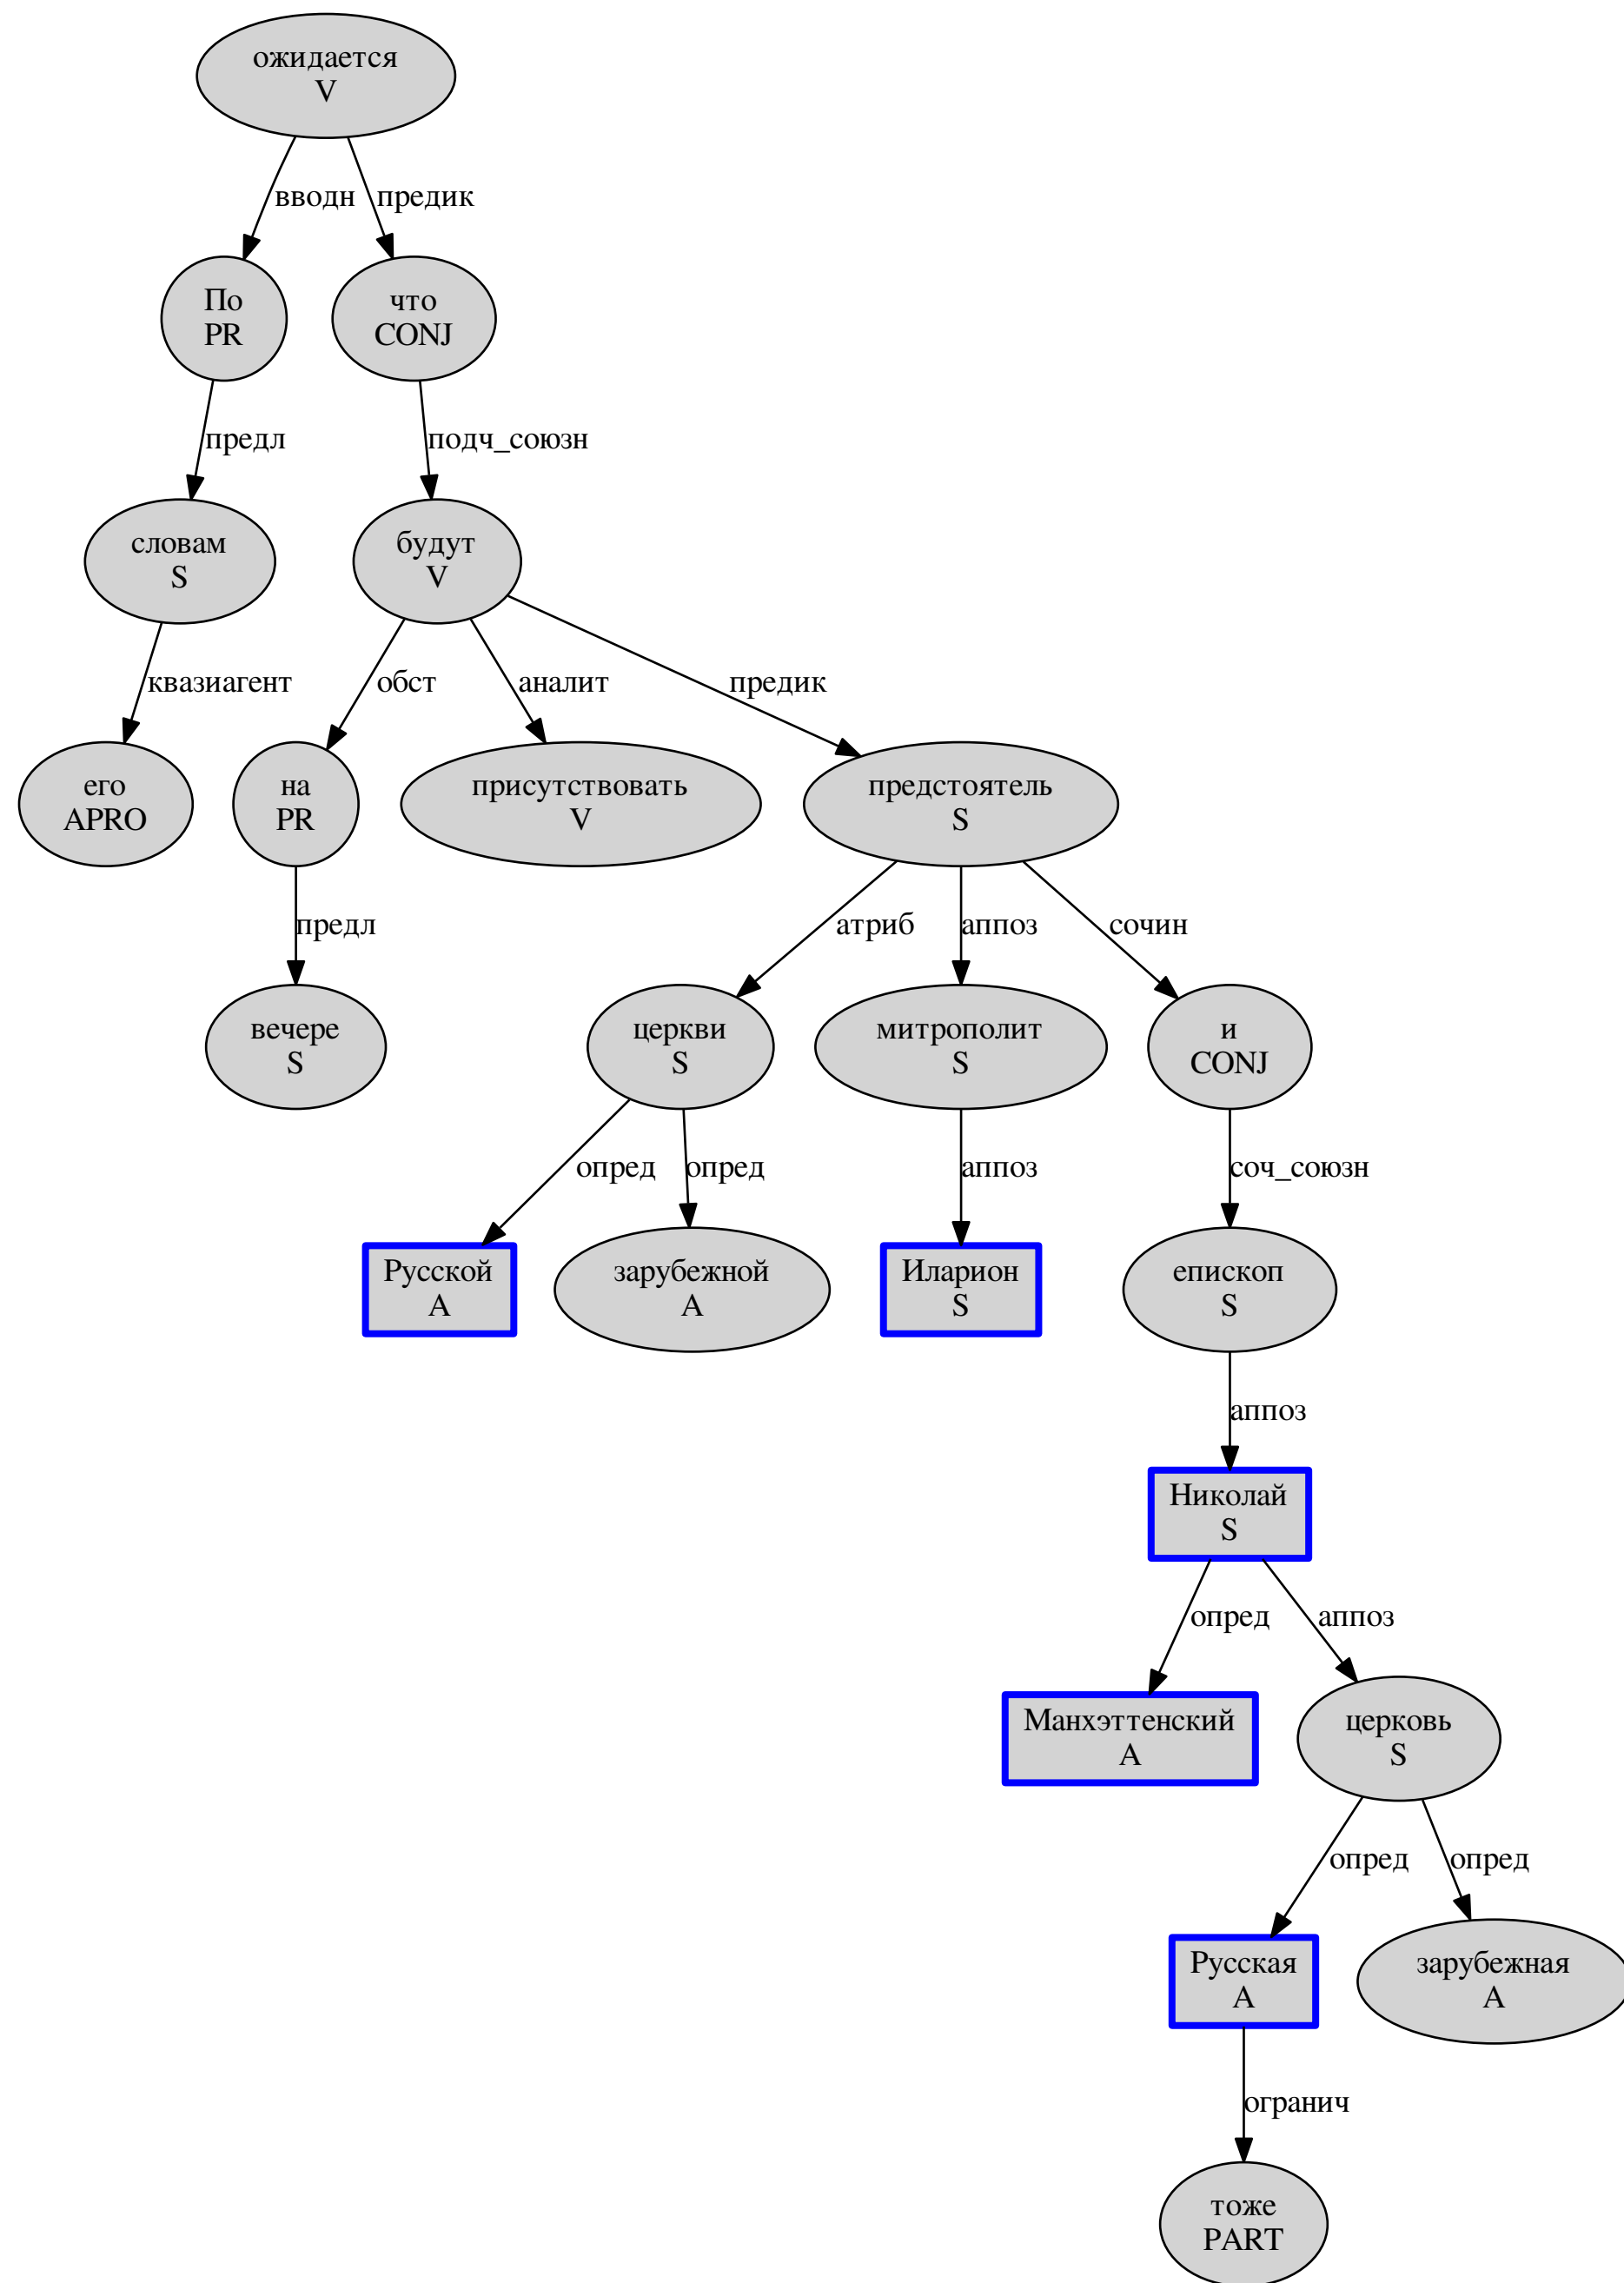 ожидается
V
вводн
предик
По
PR
что
CONJ
предл
подч_союзн
словам
S
будут
V
квазиагент
обст
аналит
предик
его
APRO
на
PR
присутствовать
V
предстоятель
S
предл
атриб
аппоз
сочин
вечере
S
церкви
S
митрополит
S
и
CONJ
опред
опред
аппоз
соч_союзн
Русской
A
зарубежной
A
Иларион
S
епископ
S
аппоз
Николай
S
опред
аппоз
Манхэттенский
A
церковь
S
опред
опред
Русская
A
зарубежная
A
огранич
тоже
PART